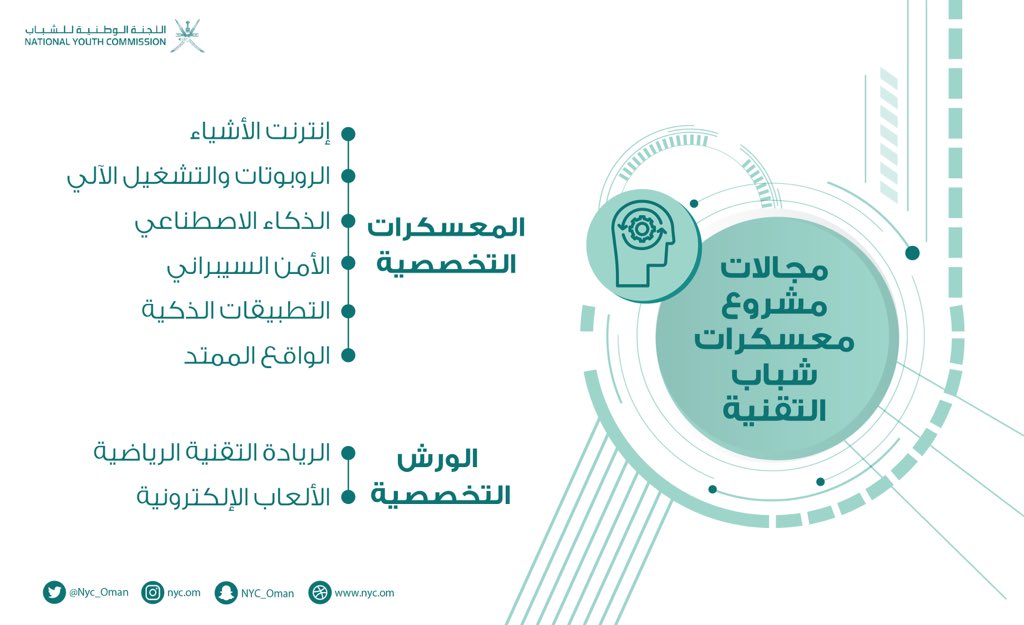 اللجنة الوطنية للشباب
NATIONAL YOUTH COMMISSION
مجالات
مشروع
معسكرات
شباب
التقنية
المعسكرات
التخصصية
إنترنت الأشياء
الروبوتات والتشغيل الآلي
الذكاء الاصطناعي
الأمن السيبراني
التطبيقات الذكية
الواقع الممتد
الورش
التخصصية
الريادة التقنية الرياضية
الألعاب الإلكترونية
@Nyc_Oman
nyc.om
NYC_Oman
www.nyc.om